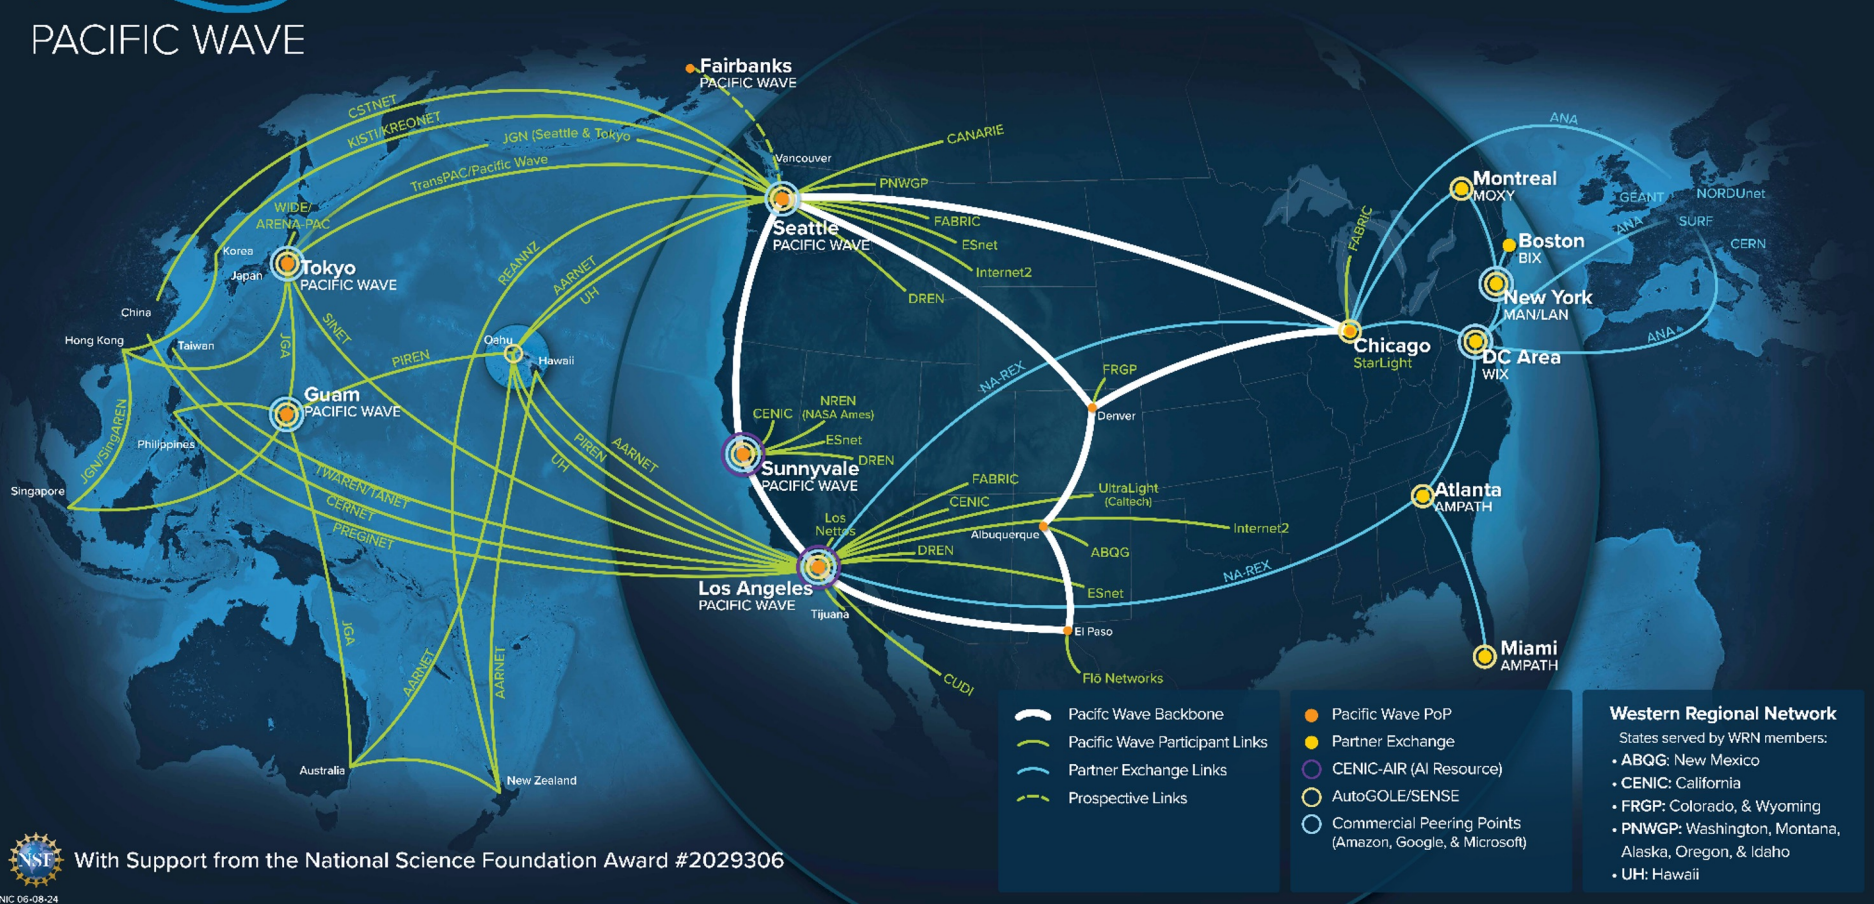 PACIFIC WAVE
Fairbanks
PACIFIC WAVE
CSTNET
KISTI/KREONET
JGN (Seattle & Tokyo
TransPAC/Pacific Wave
WIDE/
ARENA-PAC
Korea
Japan
Tokyo
PACIFIC WAVE
China
Hong Kong
Taiwan
JGA
SINET
Guam
PACIFIC WAVE
Philippines
JGN/SingAREN
Singapore
PIREN
Oahu
Hawaii
REANNZ
AARNET
UH
Vancouver
Seattle
PACIFIC WAVE
CANARIE
PNWGP
FABRIC
ESnet
Internet2
DREN
ANA
Montreal
MOXY
GEANT
NORDUnet
ANA
SURF
CERN
Boston
BIX
New York
MAN/LAN
FABRIC
Chicago
StarLight
DC Area
WIX
ANA
NA-REX
FRGP
Denver
CENIC
NREN
(NASA Ames)
ESnet
DREN
Sunnyvale
PACIFIC WAVE
AARNET
PIREN
UH
TWAREN/TANET
CERNET
PREGINET
FABRIC
CENIC
UltraLight
(Caltech)
Los
Nettos
Albuquerque
Internet2
DREN
ABQG
ESnet
NA-REX
Atlanta
AMPATH
Los Angeles
PACIFIC WAVE
Tijuana
El Paso
CUDI
Flō Networks
Miami
AMPATH
JGA
AARNET
AARNET
Australia
New Zealand
Pacifc Wave Backbone
Pacific Wave Participant Links
Partner Exchange Links
Prospective Links
Pacific Wave PoP
Partner Exchange
CENIC-AIR (AI Resource)
AutoGOLE/SENSE
Commercial Peering Points
(Amazon, Google, & Microsoft)
Western Regional Network
States served by WRN members:
• ABQG: New Mexico
• CENIC: California
• FRGP: Colorado, & Wyoming
• PNWGP: Washington, Montana,
Alaska, Oregon, & Idaho
• UH: Hawaii
NSF
With Support from the National Science Foundation Award #2029306
NIC 06-08-24